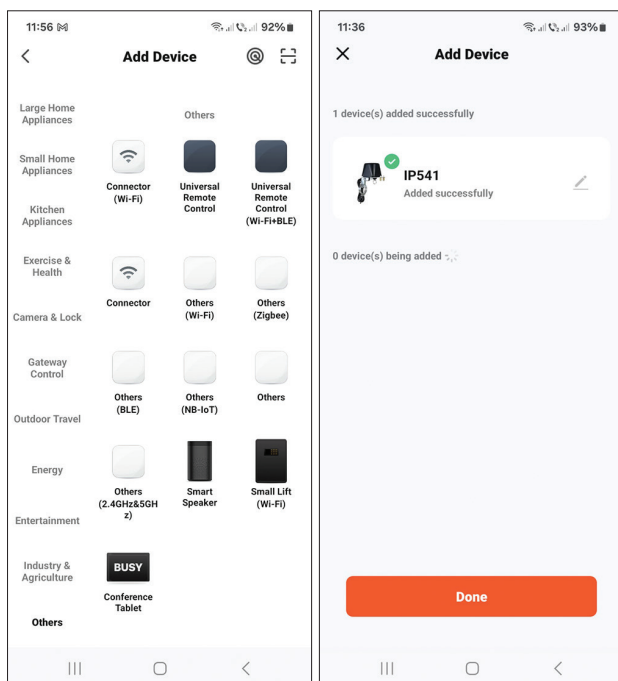 11:56
92%
Add Device
Large Home
Appliances
Small Home
Appliances
Kitchen
Appliances
Exercise &
Health
Camera & Lock
Gateway
Control
Outdoor Travel
Energy
Entertainment
Industry &
Agriculture
Others
Others
Connector
(Wi-Fi)
Universal
Remote
Control
Universal
Remote
Control
(Wi-Fi+BLE)
Connector
Others
(Wi-Fi)
Others
(Zigbee)
Others
(BLE)
Others
(NB-IoT)
Others
Others
(2.4GHz&5GH
z)
Smart
Speaker
Small Lift
(Wi-Fi)
BUSY
Conference
Tablet
11:36
93%
Add Device
1 device(s) added successfully
IP541
Added successfully
0 device(s) being added
Done